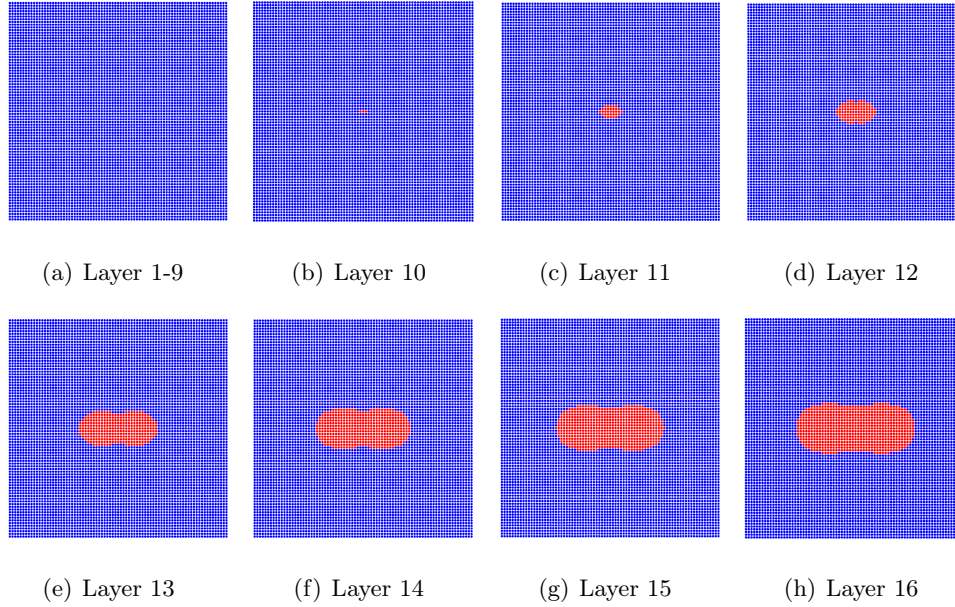 (a) Layer 1-9
(b) Layer 10
(c) Layer 11
(d) Layer 12
(e) Layer 13
(f) Layer 14
(g) Layer 15
(h) Layer 16